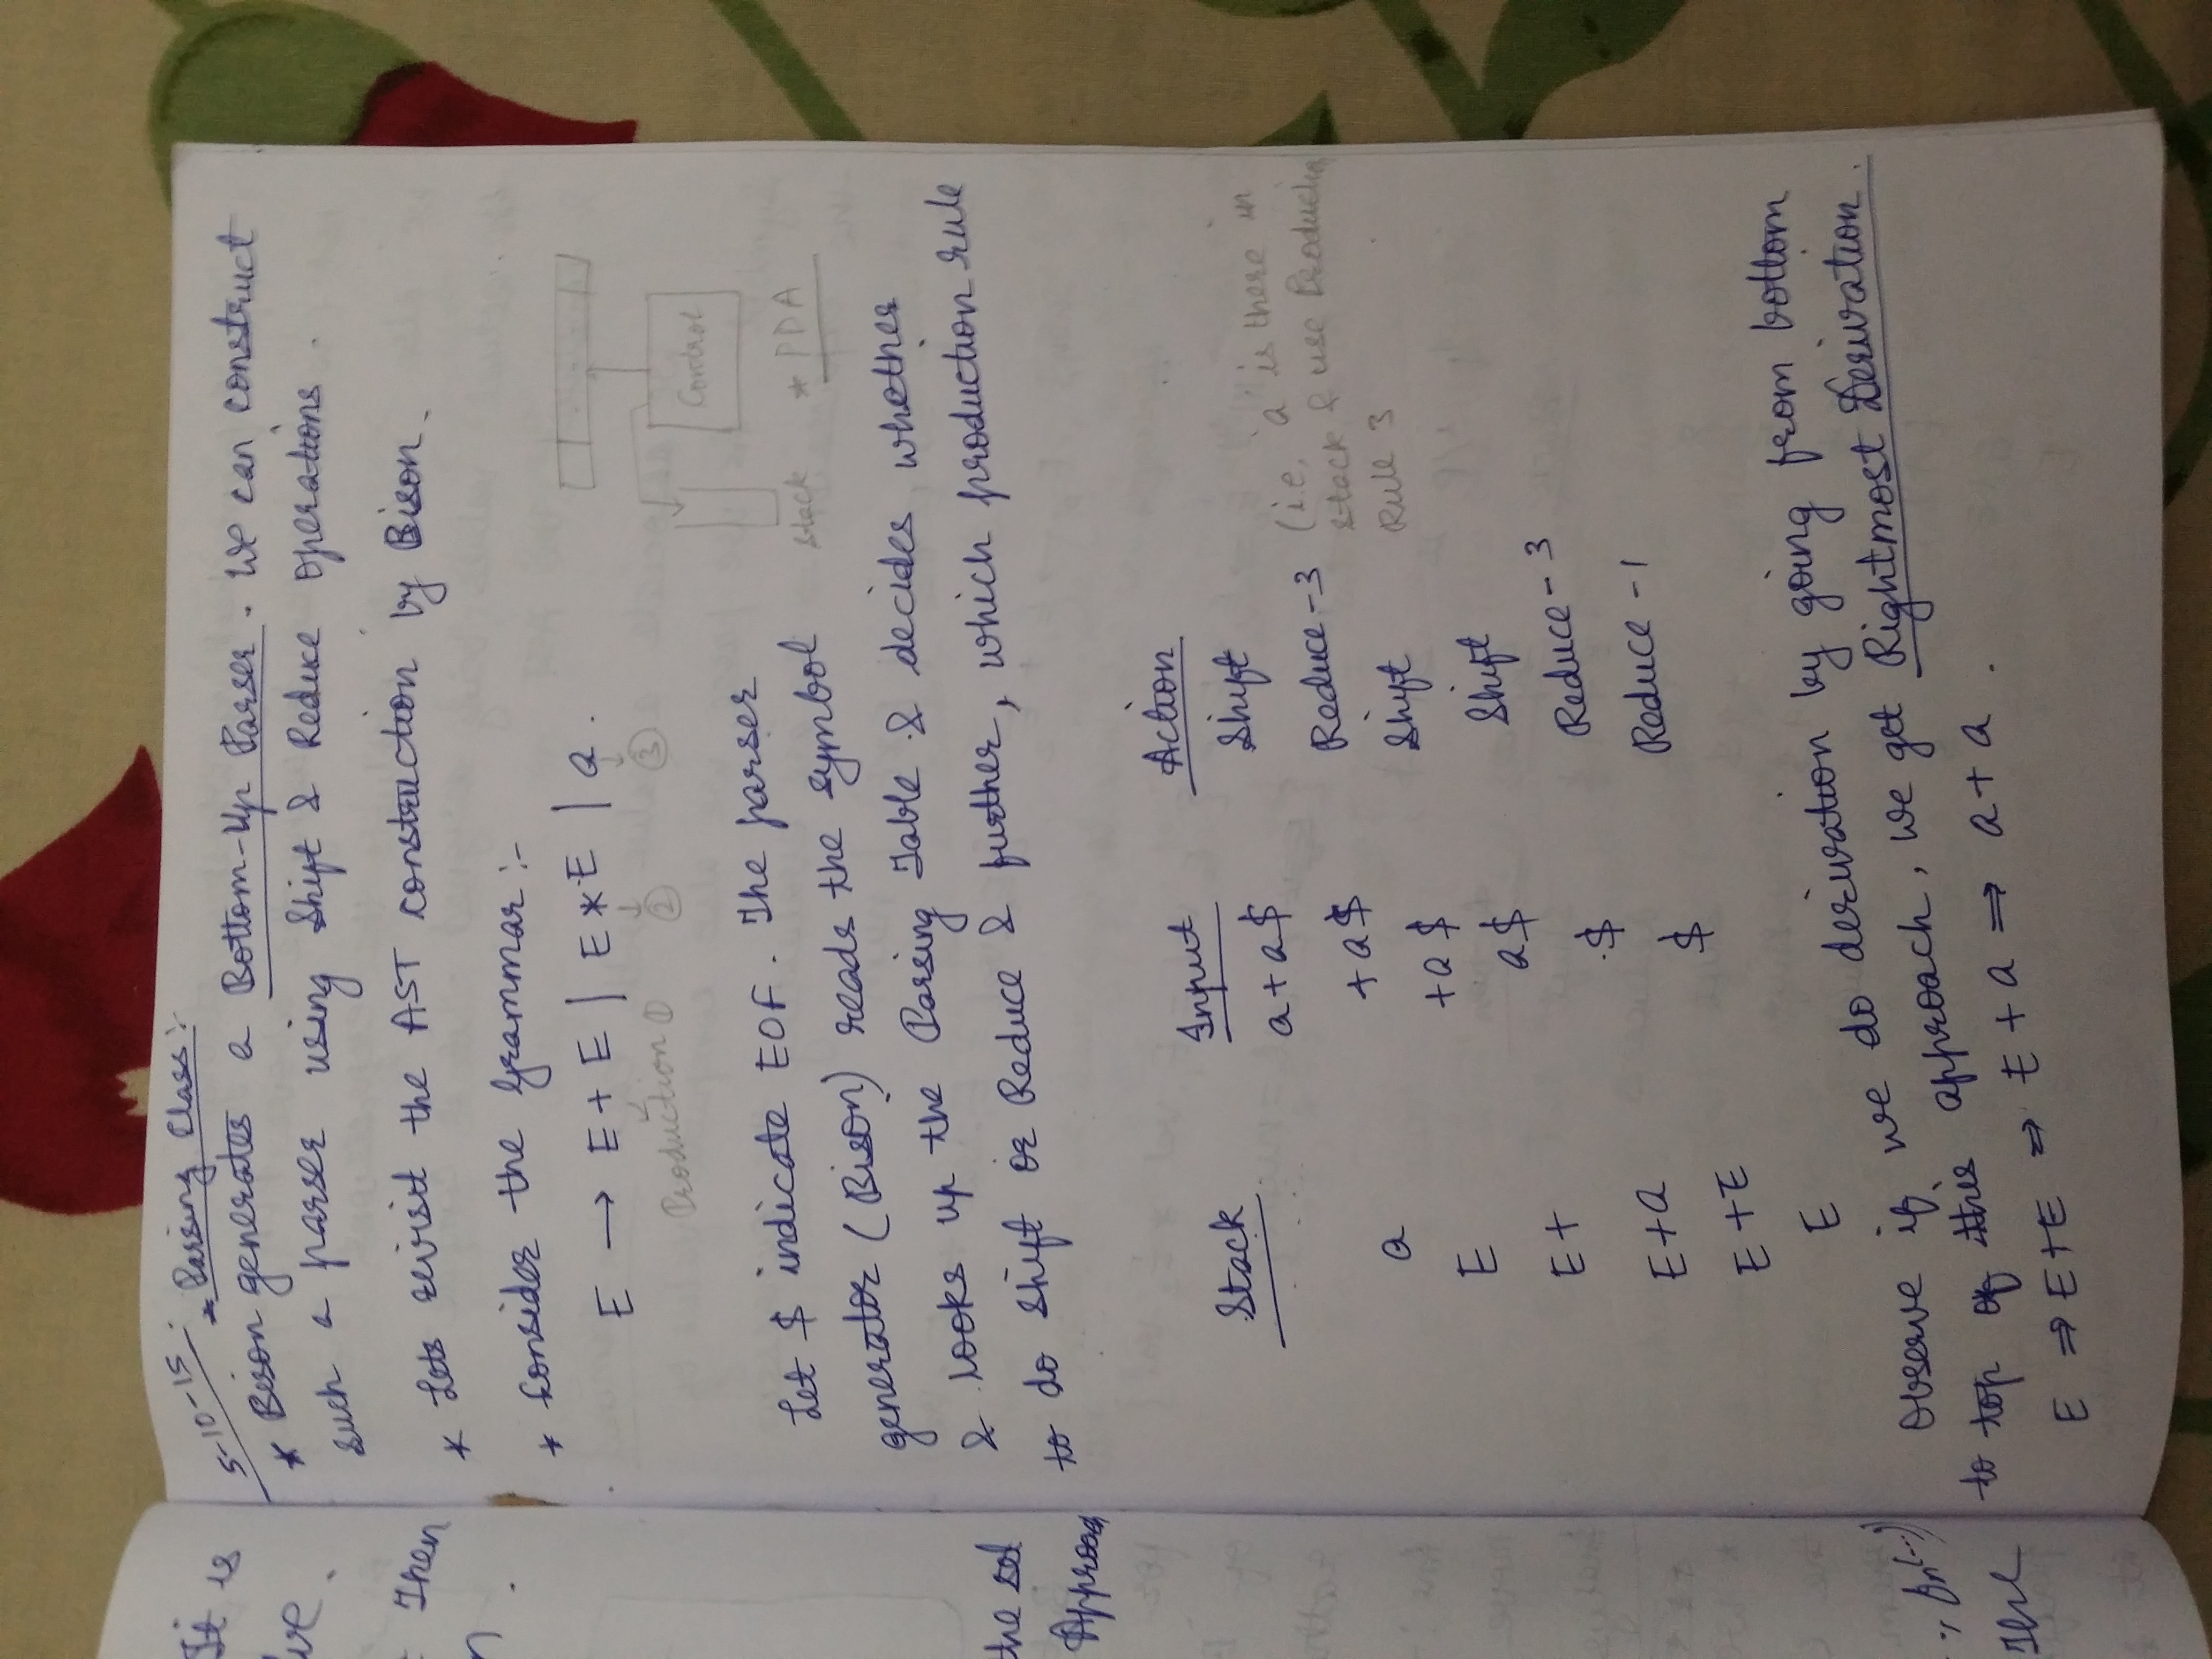 5-10-15
* Parsing Class:
* Bison generates a Bottom-Up Parser. We can construct
such a parser using Shift & Reduce operations.
* Lets revisit the AST construction by Bison.
* Consider the grammar :-
E → E + E | E * E | a.
Production ① ② ③
Control
stack
* PDA
Let $ indicate EOF. The parser
generator (Bison) reads the symbol
& looks up the Parsing Table & decides whether
to do shift or Reduce & further, which production rule
Stack Input Action
a+a$ Shift
a +a$ Reduce-3 (i.e, a is there in
stack & use Production
Rule 3
E +a$ Shift
E+ a$ Shift
E+a $ Reduce-3
E+E $ Reduce-1
E
Observe if we do derivation by going from bottom
to top of this approach, we get Rightmost Derivation.
E ⇒ E+E ⇒ E+a ⇒ a+a.
It is
Then
the set